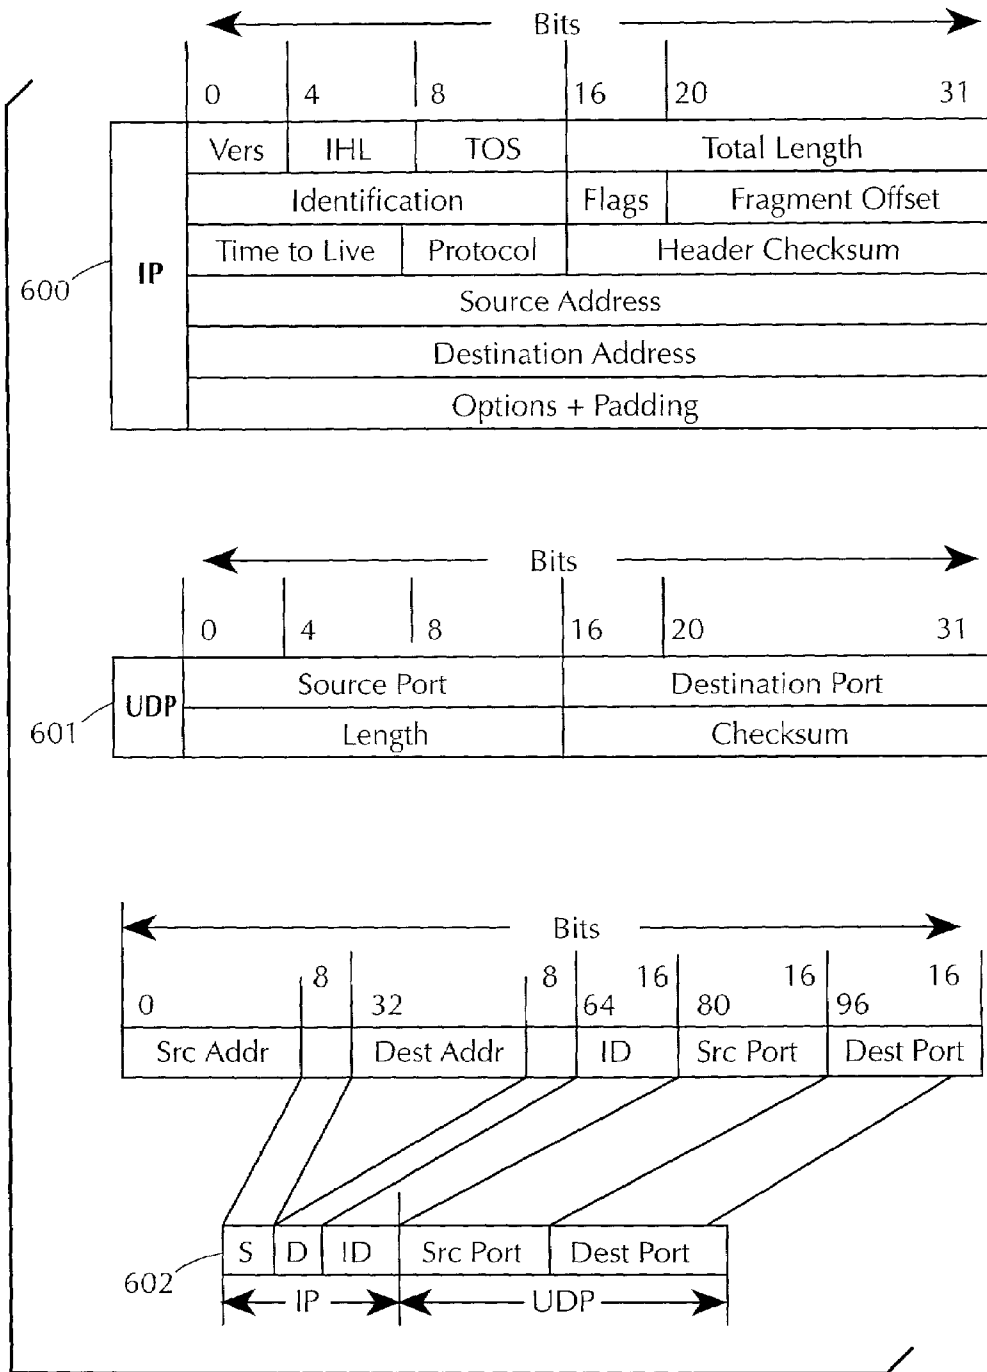 Bits
0 4 8 16 20 31
Vers IHL TOS Total Length
Identification Flags Fragment Offset
Time to Live Protocol Header Checksum
IP
600
Source Address
Destination Address
Options + Padding
Bits
0 4 8 16 20 31
Source Port Destination Port
UDP
601
Length Checksum
Bits
8 8 16 16 16
0 32 64 80 96
Src Addr Dest Addr ID Src Port Dest Port
S D ID Src Port Dest Port
602
IP UDP